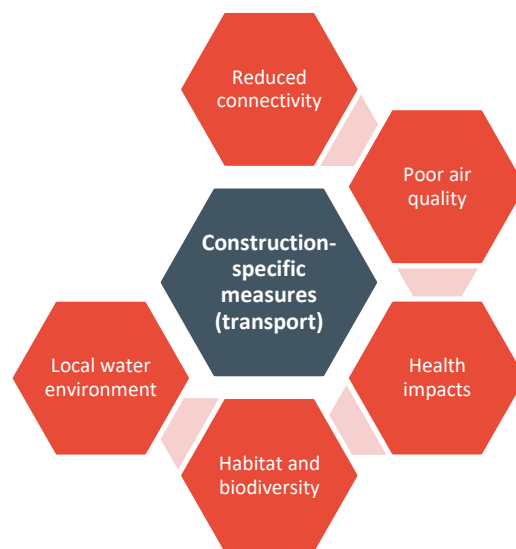 Reduced
connectivity
Poor air
quality
Construction-
specific
measures
(transport)
Health
impacts
Habitat and
biodiversity
Local water
environment